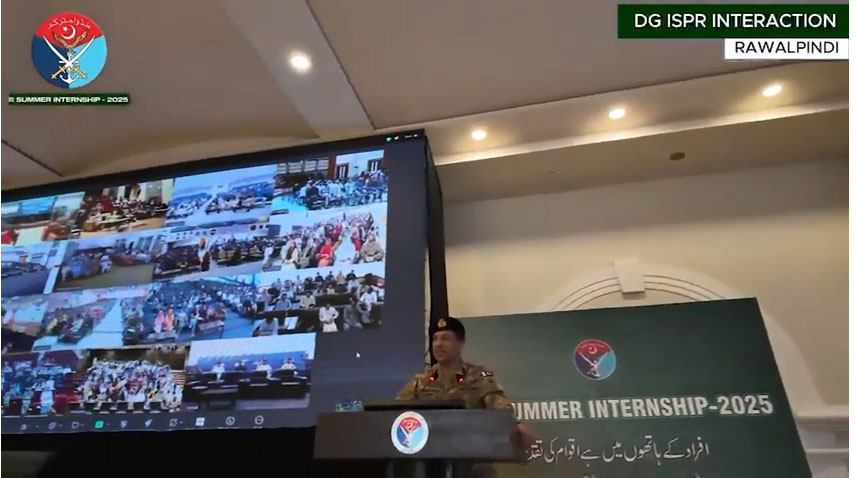 DG ISPR INTERACTION
RAWALPINDI
SUMMER INTERNSHIP - 2025
SUMMER INTERNSHIP-2025
افراد کے ہاتھوں میں ہے اقوام کی